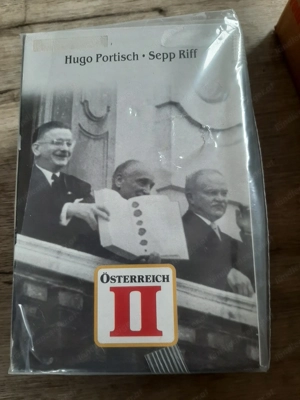 Hugo Portisch • Sepp Riff
ÖSTERREICH
II